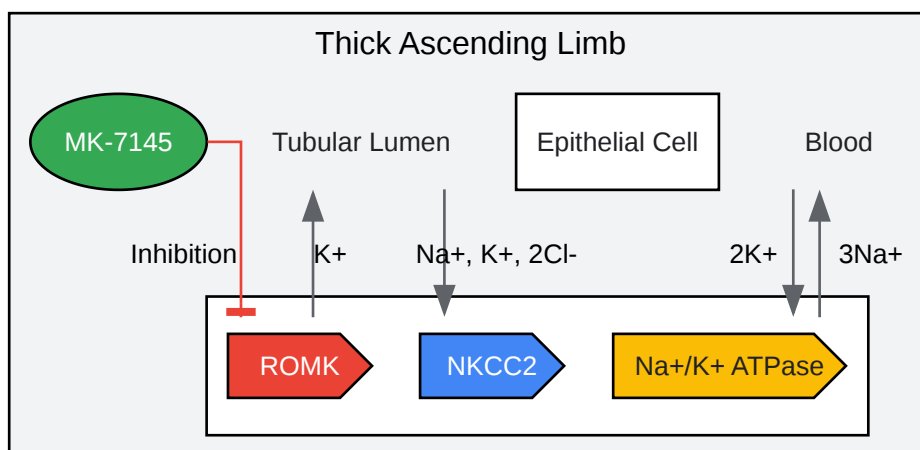 Thick Ascending Limb
MK-7145
Tubular Lumen
Epithelial Cell
Blood
Inhibition
K+
Na+, K+, 2Cl-
2K+
3Na+
ROMK
NKCC2
Na+/K+ ATPase